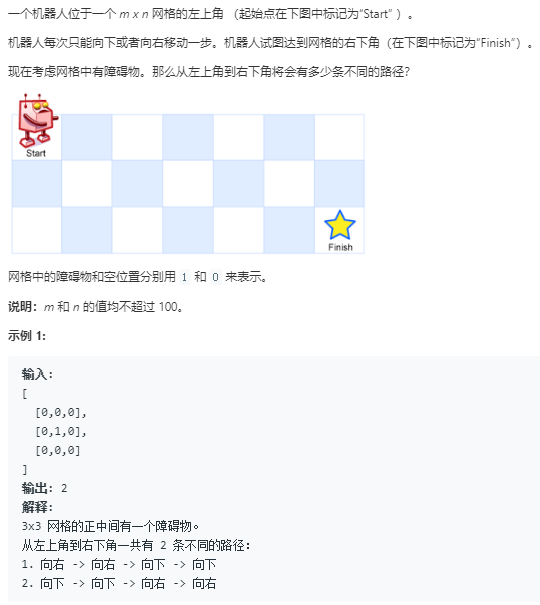 一个机器人位于一个 m x n 网格的左上角 （起始点在下图中标记为“Start” ）。
机器人每次只能向下或者向右移动一步。机器人试图达到网格的右下角（在下图中标记为“Finish”）。
现在考虑网格中有障碍物。那么从左上角到右下角将会有多少条不同的路径？
Start
Finish
网格中的障碍物和空位置分别用 1 和 0 来表示。
说明：m 和 n 的值均不超过 100。
示例 1:
输入:
[
  [0,0,0],
  [0,1,0],
  [0,0,0]
]
输出: 2
解释:
3x3 网格的正中间有一个障碍物。
从左上角到右下角一共有 2 条不同的路径:
1. 向右 -> 向右 -> 向下 -> 向下
2. 向下 -> 向下 -> 向右 -> 向右